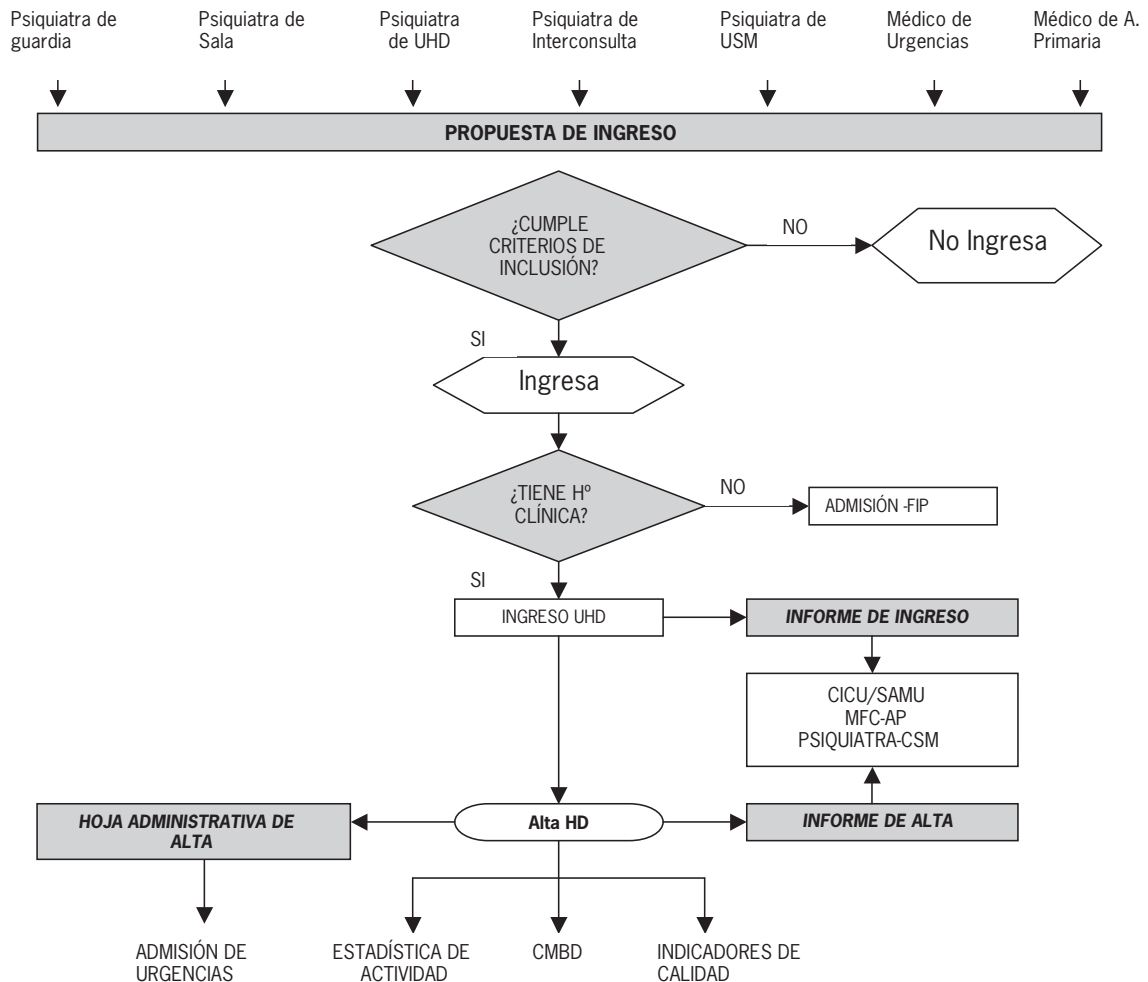 Psiquiatra de
guardia
Psiquiatra de
Sala
Psiquiatra
de UHD
Psiquiatra de
Interconsulta
Psiquiatra de
USM
Médico de
Urgencias
Médico de A.
Primaria
PROPUESTA DE INGRESO
¿CUMPLE
CRITERIOS DE
INCLUSIÓN?
NO
No Ingresa
SI
Ingresa
¿TIENE Hº
CLÍNICA?
NO
ADMISIÓN -FIP
SI
INGRESO UHD
INFORME DE INGRESO
CICU/SAMU
MFC-AP
PSIQUIATRA-CSM
HOJA ADMINISTRATIVA DE
ALTA
Alta HD
INFORME DE ALTA
ADMISIÓN DE
URGENCIAS
ESTADÍSTICA DE
ACTIVIDAD
CMBD
INDICADORES DE
CALIDAD